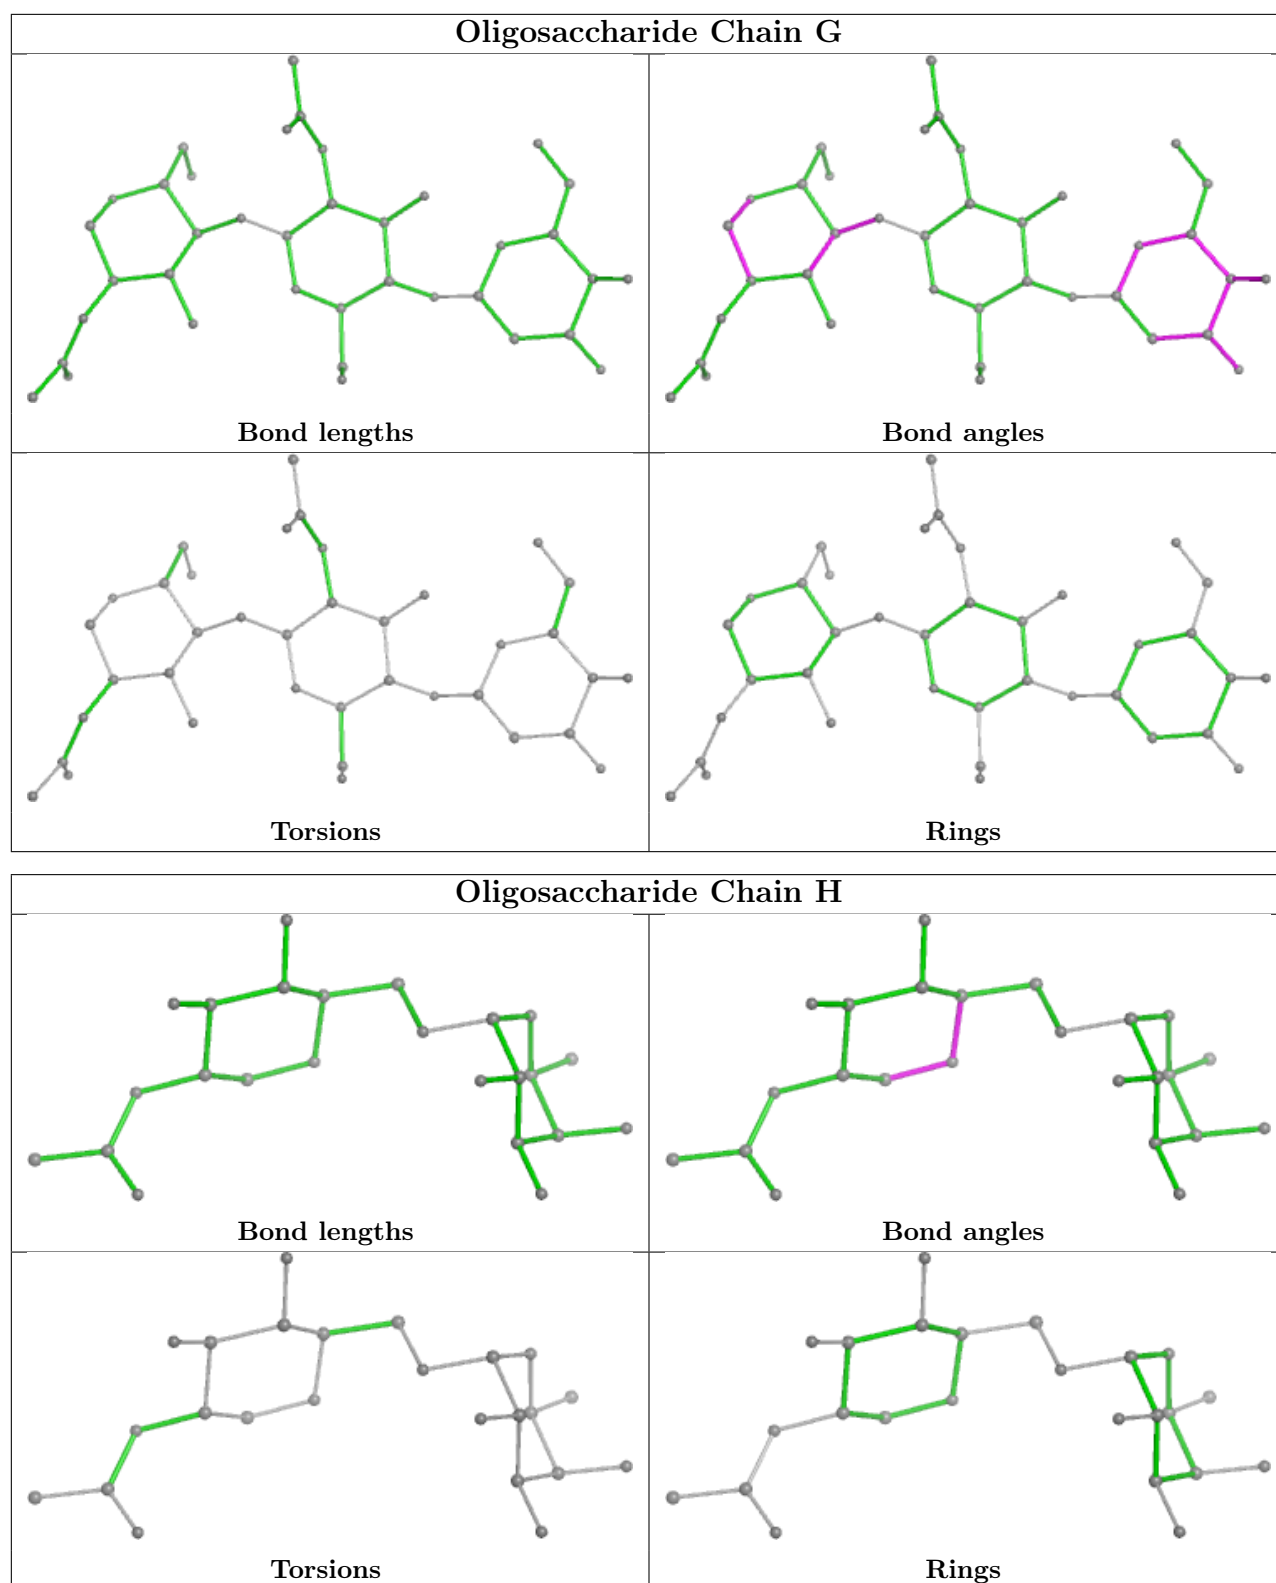 Oligosaccharide Chain G
Bond lengths
Bond angles
Torsions
Rings
Oligosaccharide Chain H
Bond lengths
Bond angles
Torsions
Rings